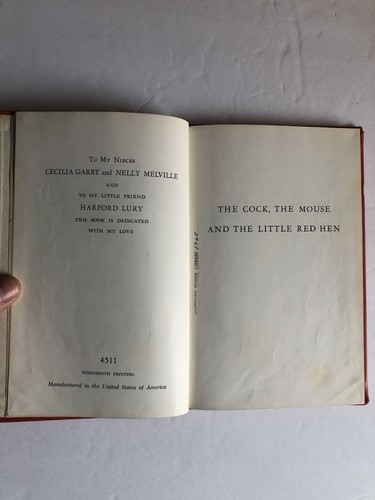 To My Nieces
CECILIA GARRY and NELLY MELVILLE
AND
TO MY LITTLE FRIEND
HARFORD LURY
THIS BOOK IS DEDICATED
WITH MY LOVE
4511
NINETEENTH PRINTING
Manufactured in the United States of America
THE COCK, THE MOUSE
AND THE LITTLE RED HEN